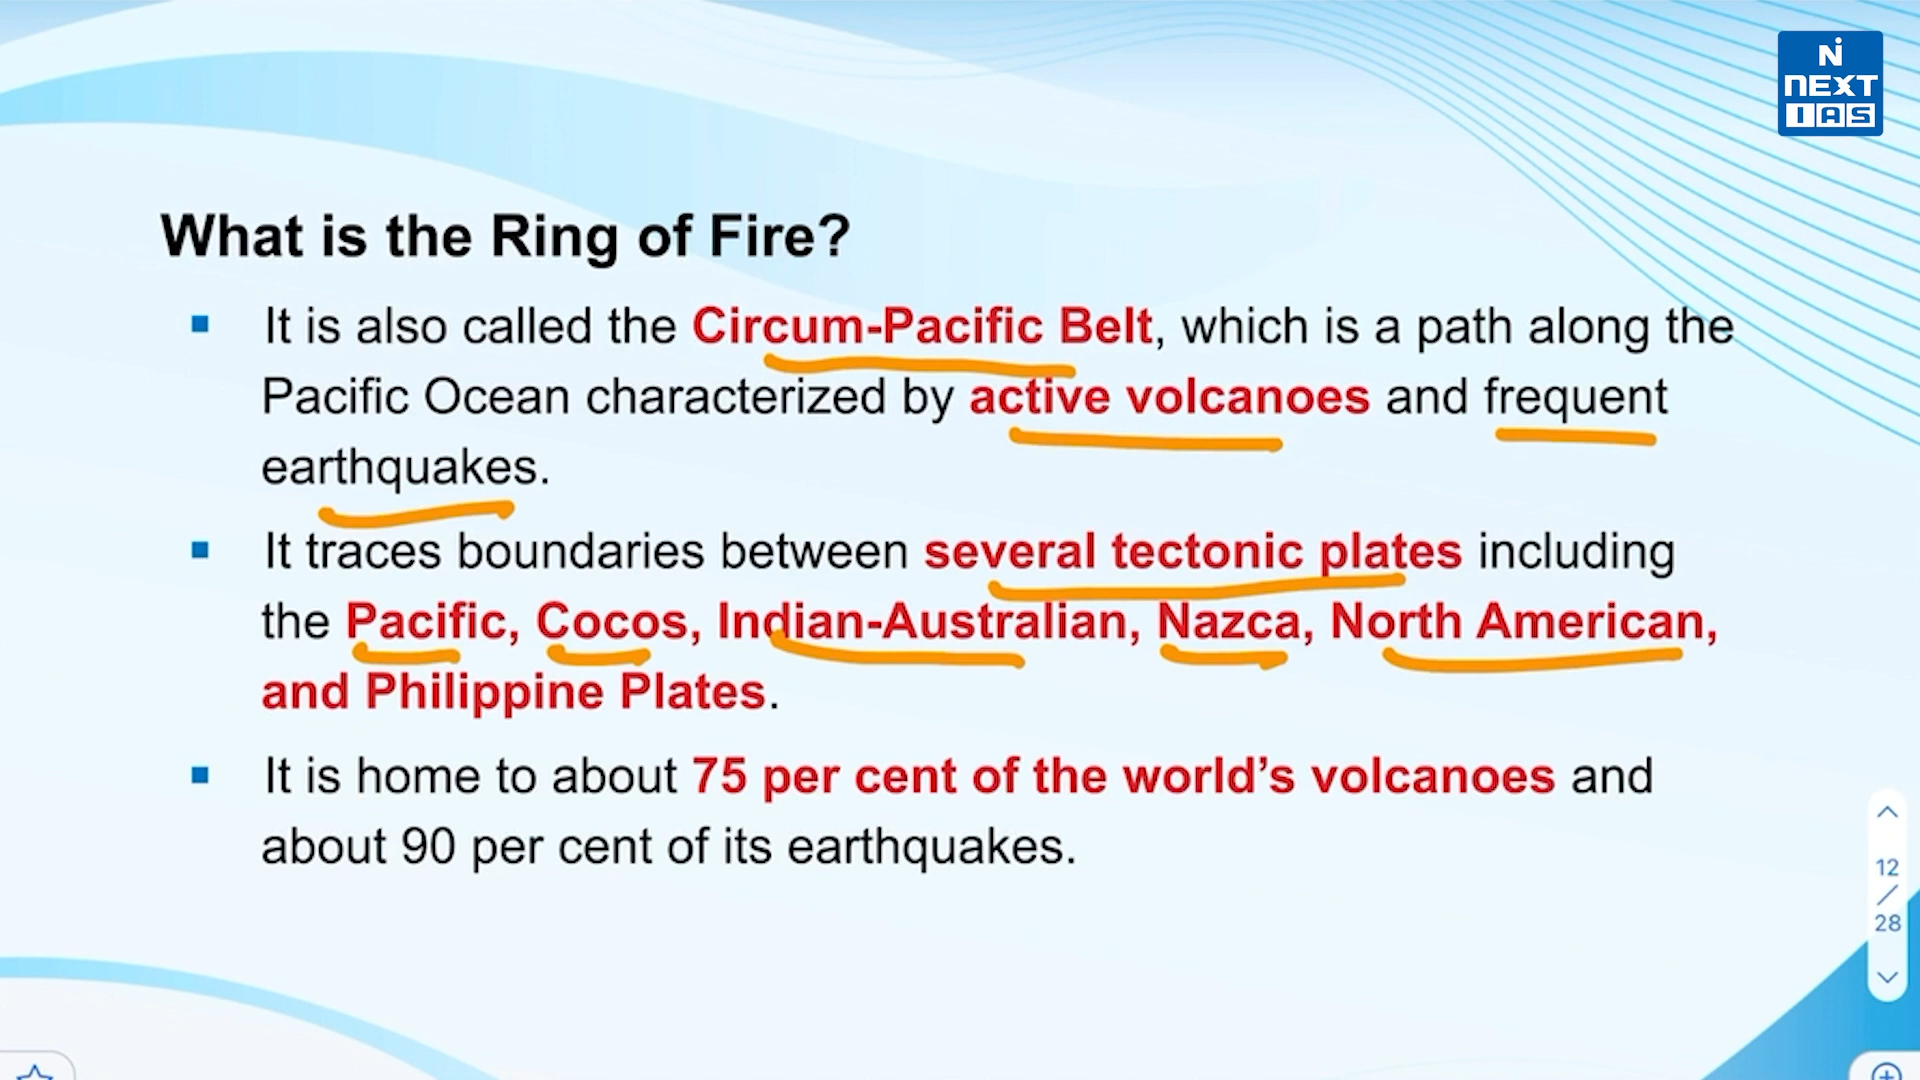 Ni
NEXT
IAS
What is the Ring of Fire?
▪ It is also called the Circum-Pacific Belt, which is a path along the
Pacific Ocean characterized by active volcanoes and frequent
earthquakes.
▪ It traces boundaries between several tectonic plates including
the Pacific, Cocos, Indian-Australian, Nazca, North American,
and Philippine Plates.
▪ It is home to about 75 per cent of the world’s volcanoes and
about 90 per cent of its earthquakes.
12
/
28